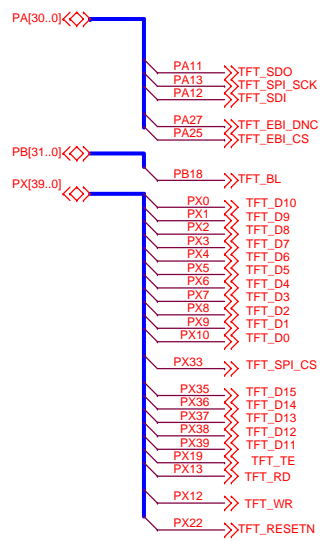 PA[30..0]
PA11 TFT_SDO
PA13 TFT_SPI_SCK
PA12 TFT_SDI
PA27 TFT_EBI_DNC
PA25 TFT_EBI_CS
PB[31..0]
PB18 TFT_BL
PX[39..0]
PX0 TFT_D10
PX1 TFT_D9
PX2 TFT_D8
PX3 TFT_D7
PX4 TFT_D6
PX5 TFT_D5
PX6 TFT_D4
PX7 TFT_D3
PX8 TFT_D2
PX9 TFT_D1
PX10 TFT_D0
PX33 TFT_SPI_CS
PX35 TFT_D15
PX36 TFT_D14
PX37 TFT_D13
PX38 TFT_D12
PX39 TFT_D11
PX19 TFT_TE
PX13 TFT_RD
PX12 TFT_WR
PX22 TFT_RESETN